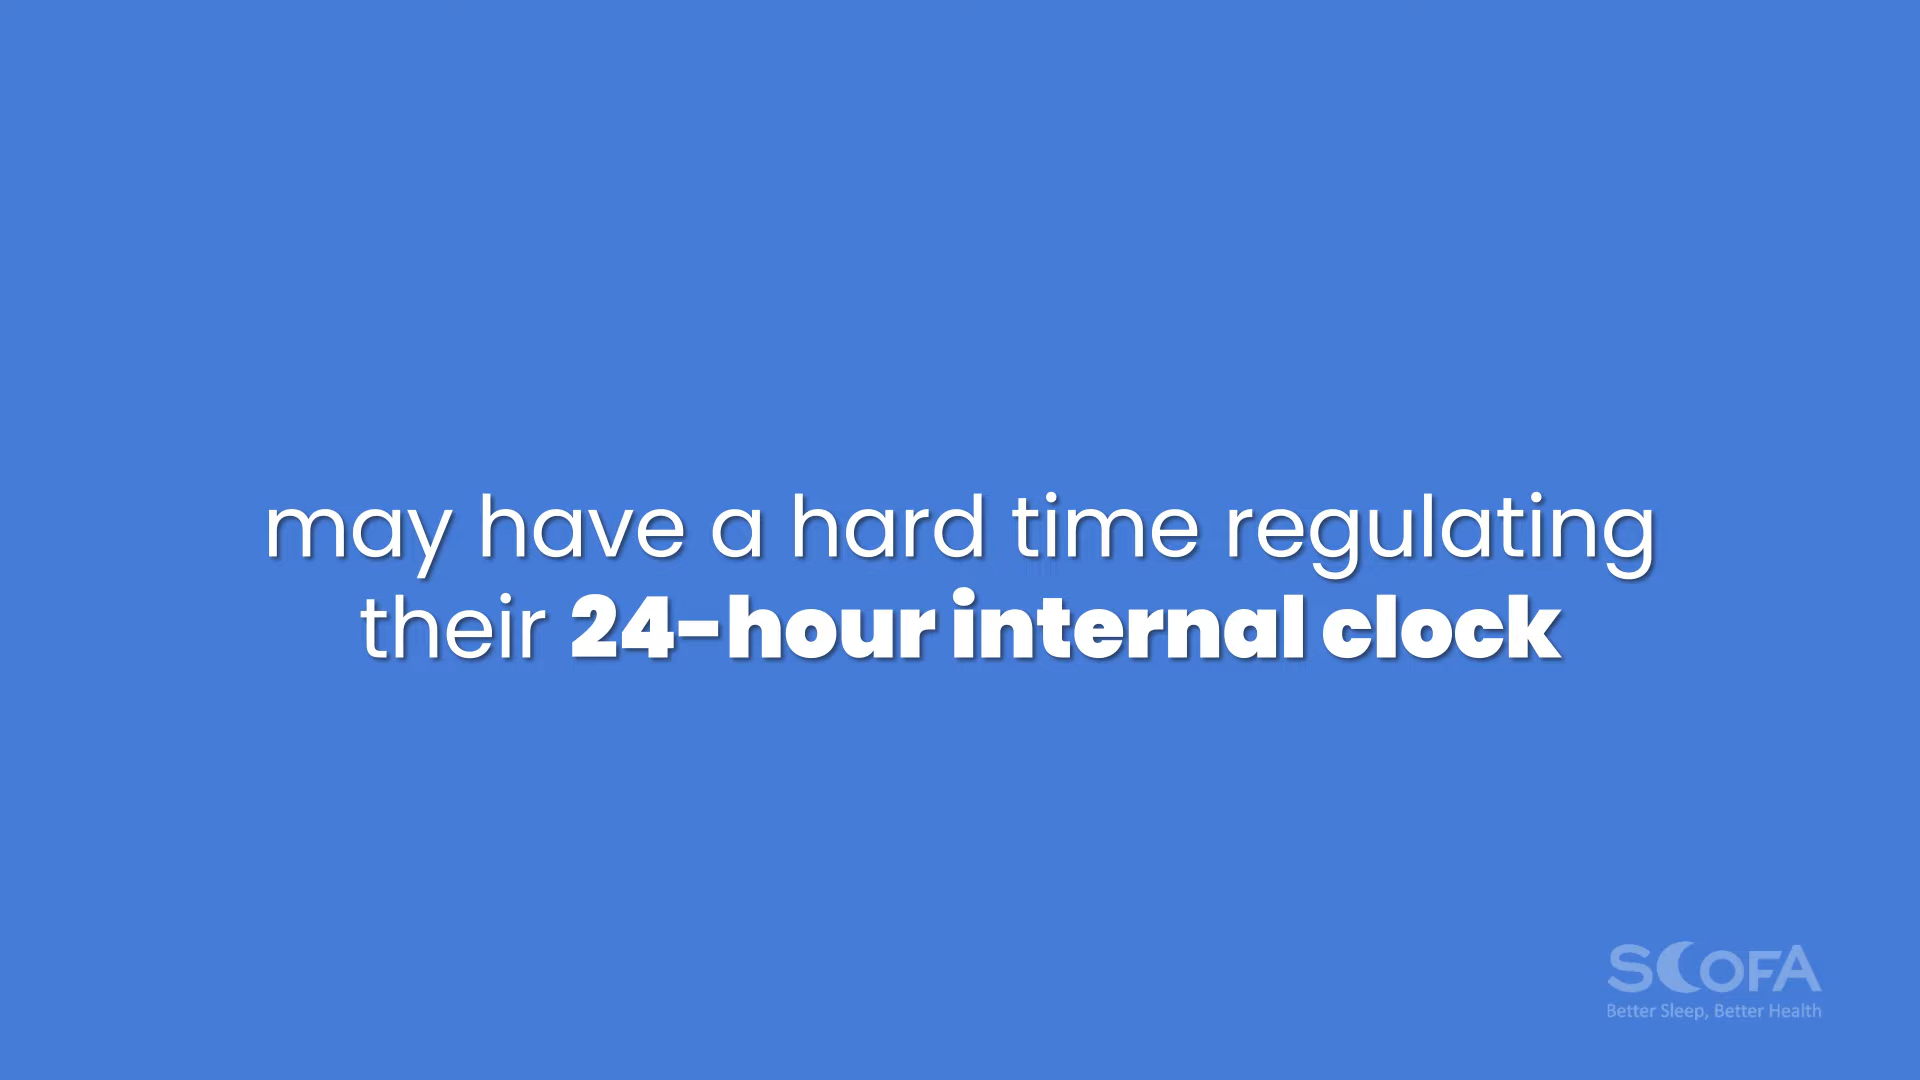 may have a hard time regulating
their 24-hour internal clock
SCOFA
Better Sleep, Better Health